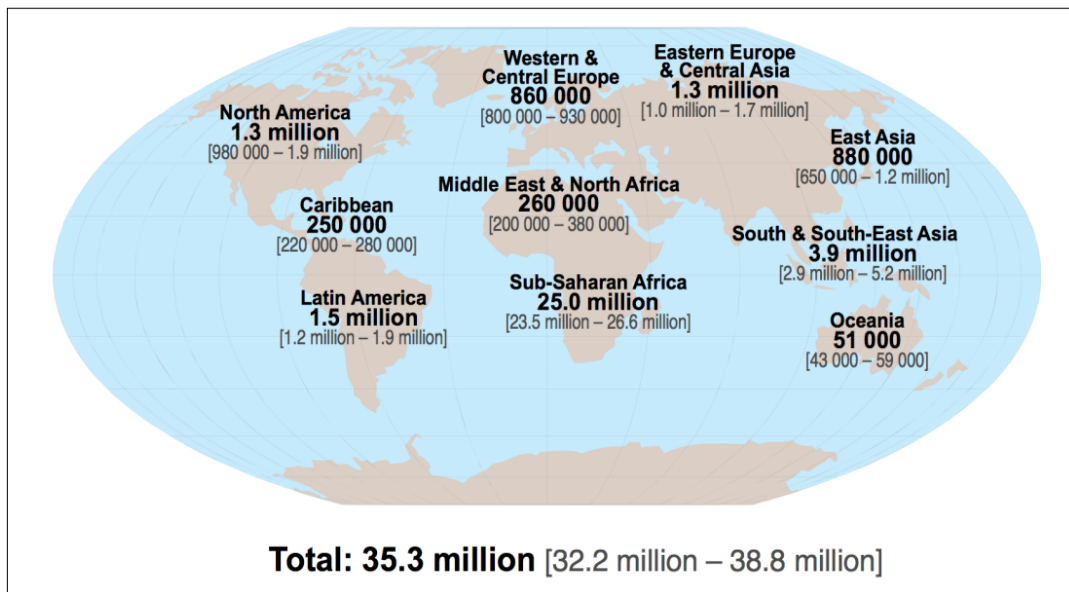 Western &
Central Europe
860 000
[800 000 – 930 000]
Eastern Europe
& Central Asia
1.3 million
[1.0 million – 1.7 million]
North America
1.3 million
[980 000 – 1.9 million]
East Asia
880 000
[650 000 – 1.2 million]
Middle East & North Africa
260 000
[200 000 – 380 000]
Caribbean
250 000
[220 000 – 280 000]
South & South-East Asia
3.9 million
[2.9 million – 5.2 million]
Sub-Saharan Africa
25.0 million
[23.5 million – 26.6 million]
Latin America
1.5 million
[1.2 million – 1.9 million]
Oceania
51 000
[43 000 – 59 000]
Total: 35.3 million [32.2 million – 38.8 million]